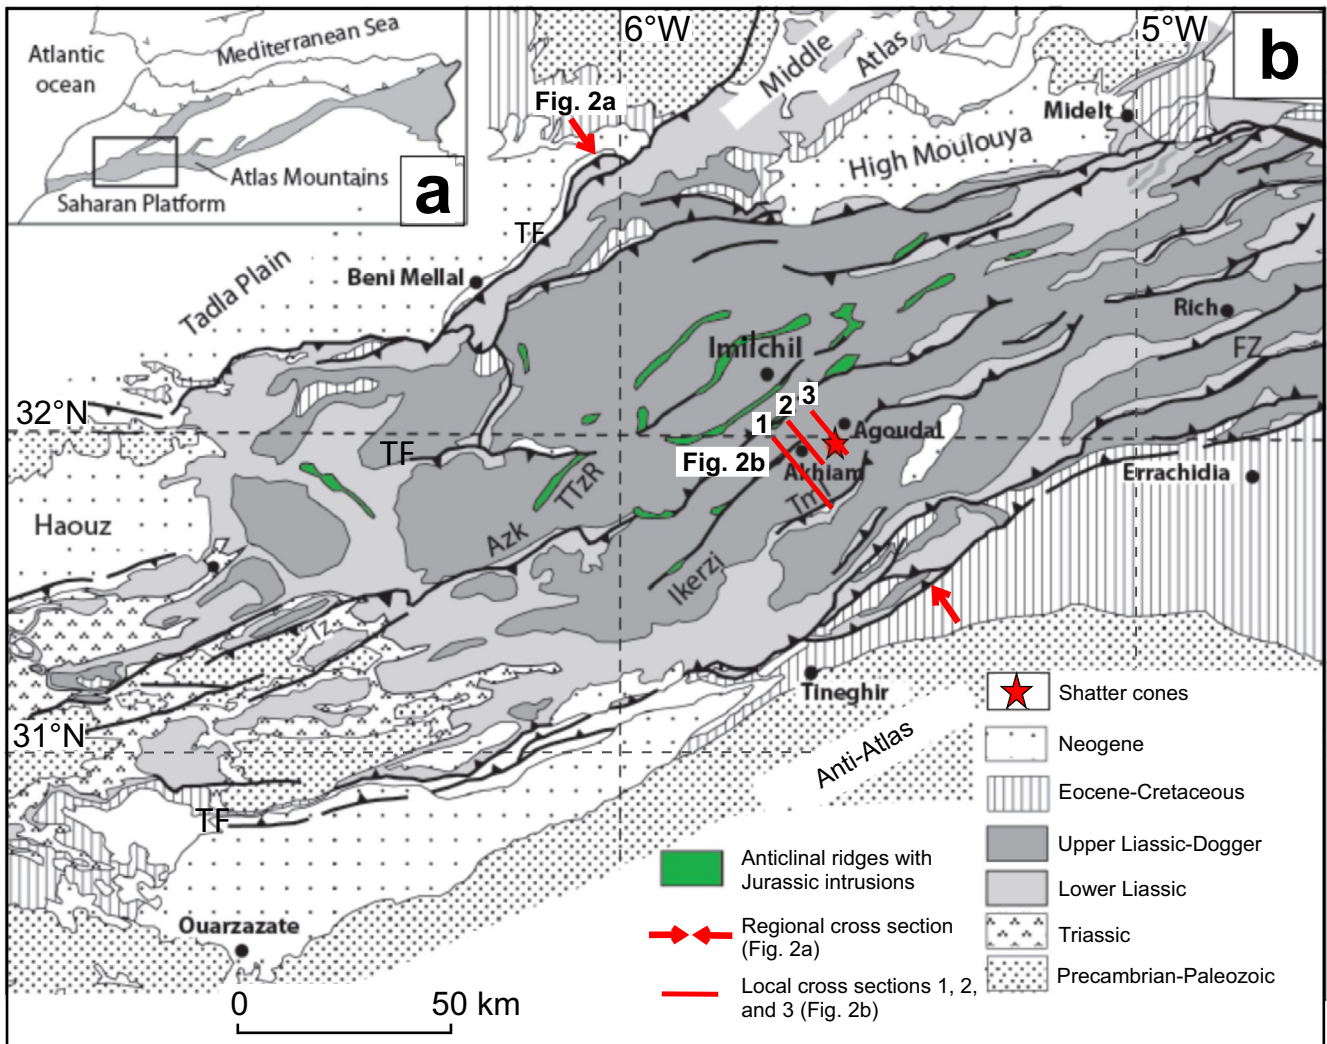 6°W
5°W
b
Mediterranean Sea
Atlantic
ocean
Atlas Mountains
Saharan Platform
a
Fig. 2a
Middle
Atlas
Midelt
High Moulouya
TF
Beni Mellal
Tadla Plain
Rich
FZ
Imilchil
32°N
3
2
1
Agoudal
TF
Fig. 2b
Akhiam
Errachidia
TTzR
Tml
Haouz
Azk
Ikerzi
Tz
Tineghir
31°N
Anti-Atlas
TF
Ouarzazate
0
50 km
Anticlinal ridges with
Jurassic intrusions
Regional cross section
(Fig. 2a)
Local cross sections 1, 2,
and 3 (Fig. 2b)
Shatter cones
Neogene
Eocene-Cretaceous
Upper Liassic-Dogger
Lower Liassic
Triassic
Precambrian-Paleozoic